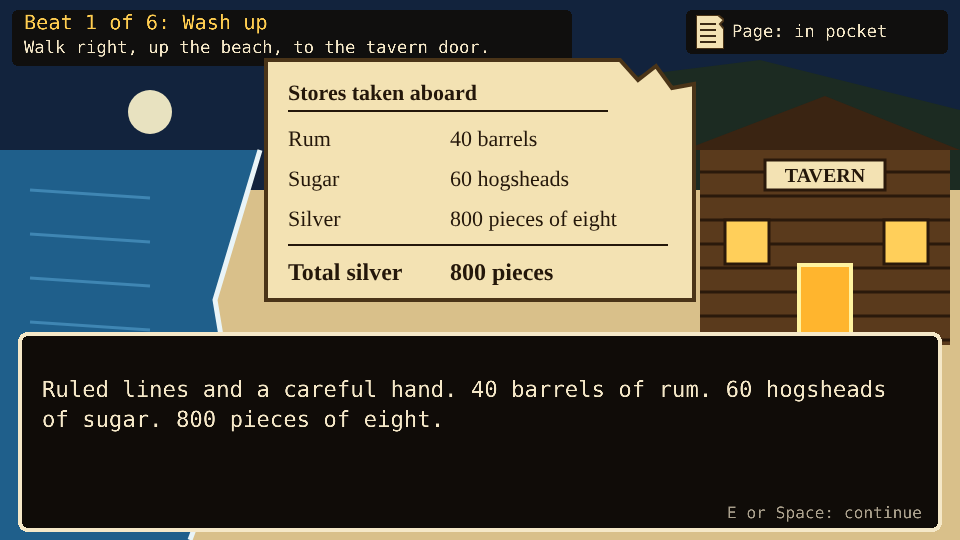 Beat 1 of 6: Wash up
Walk right, up the beach, to the tavern door.
Page: in pocket
Stores taken aboard
Rum 40 barrels
Sugar 60 hogsheads
Silver 800 pieces of eight
Total silver 800 pieces
TAVERN
Ruled lines and a careful hand. 40 barrels of rum. 60 hogsheads
of sugar. 800 pieces of eight.
E or Space: continue